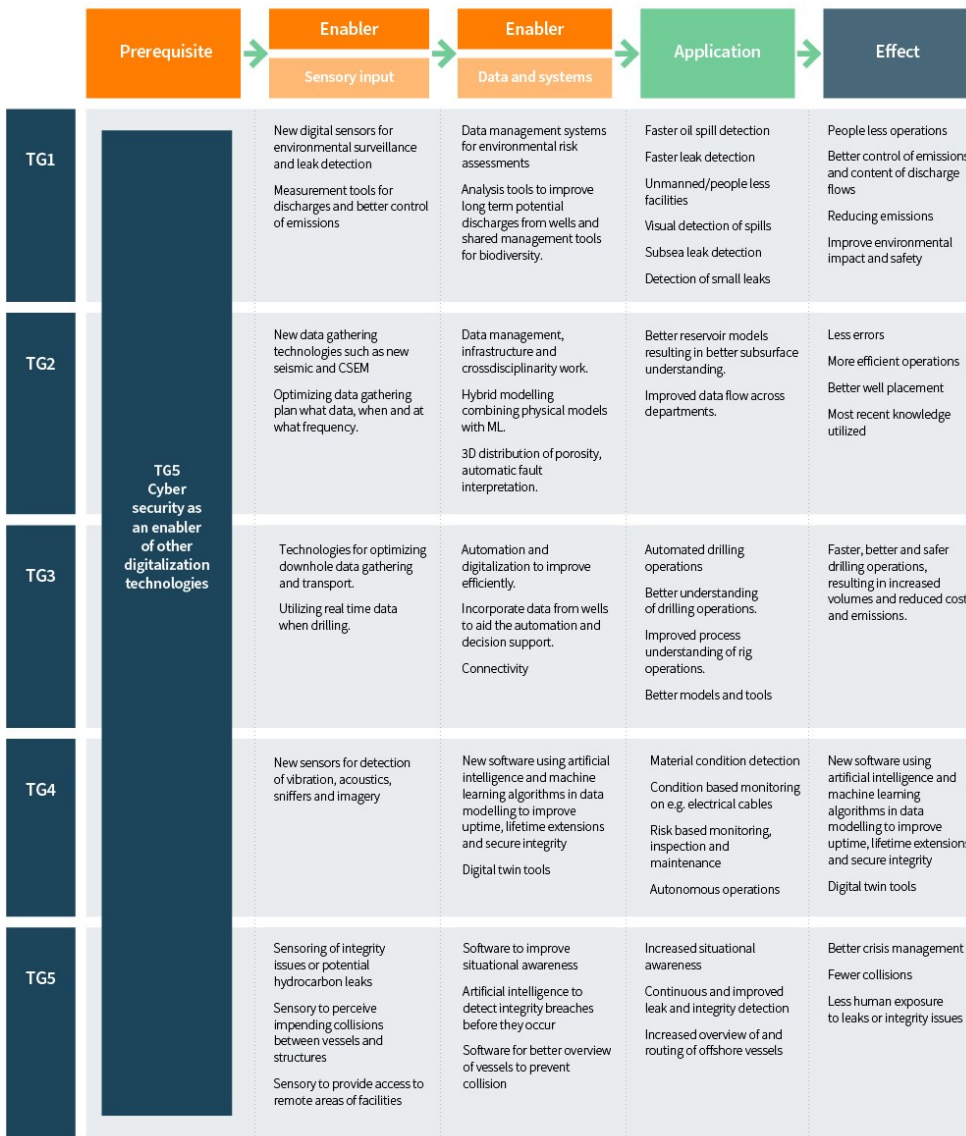 Prerequisite
Enabler
Sensory input
Enabler
Data and systems
Application
Effect
TG5
Cyber
security as
an enabler
of other
digitalization
technologies
TG1
New digital sensors for
environmental surveillance
and leak detection
Measurement tools for
discharges and better control
of emissions
Data management systems
for environmental risk
assessments
Analysis tools to improve
long term potential
discharges from wells and
shared management tools
for biodiversity.
Faster oil spill detection
Faster leak detection
Unmanned/people less
facilities
Visual detection of spills
Subsea leak detection
Detection of small leaks
People less operations
Better control of emissions
and content of discharge
flows
Reducing emissions
Improve environmental
impact and safety
TG2
New data gathering
technologies such as new
seismic and CSEM
Optimizing data gathering
plan what data, when and at
what frequency.
Data management,
infrastructure and
crossdisciplinarity work.
Hybrid modelling
combining physical models
with ML.
3D distribution of porosity,
automatic fault
interpretation.
Better reservoir models
resulting in better subsurface
understanding.
Improved data flow across
departments.
Less errors
More efficient operations
Better well placement
Most recent knowledge
utilized
TG3
Technologies for optimizing
downhole data gathering
and transport.
Utilizing real time data
when drilling.
Automation and
digitalization to improve
efficiently.
Incorporate data from wells
to aid the automation and
decision support.
Connectivity
Automated drilling
operations
Better understanding
of drilling operations.
Improved process
understanding of rig
operations.
Better models and tools
Faster, better and safer
drilling operations,
resulting in increased
volumes and reduced cost
and emissions.
TG4
New sensors for detection
of vibration, acoustics,
sniffers and imagery
New software using artificial
intelligence and machine
learning algorithms in data
modelling to improve
uptime, lifetime extensions
and secure integrity
Digital twin tools
Material condition detection
Condition based monitoring
on e.g. electrical cables
Risk based monitoring,
inspection and
maintenance
Autonomous operations
New software using
artificial intelligence and
machine learning
algorithms in data
modelling to improve
uptime, lifetime extensions
and secure integrity
Digital twin tools
TG5
Sensoring of integrity
issues or potential
hydrocarbon leaks
Sensory to perceive
impending collisions
between vessels and
structures
Sensory to provide access to
remote areas of facilities
Software to improve
situational awareness
Artificial intelligence to
detect integrity breaches
before they occur
Software for better overview
of vessels to prevent
collision
Increased situational
awareness
Continuous and improved
leak and integrity detection
Increased overview of and
routing of offshore vessels
Better crisis management
Fewer collisions
Less human exposure
to leaks or integrity issues